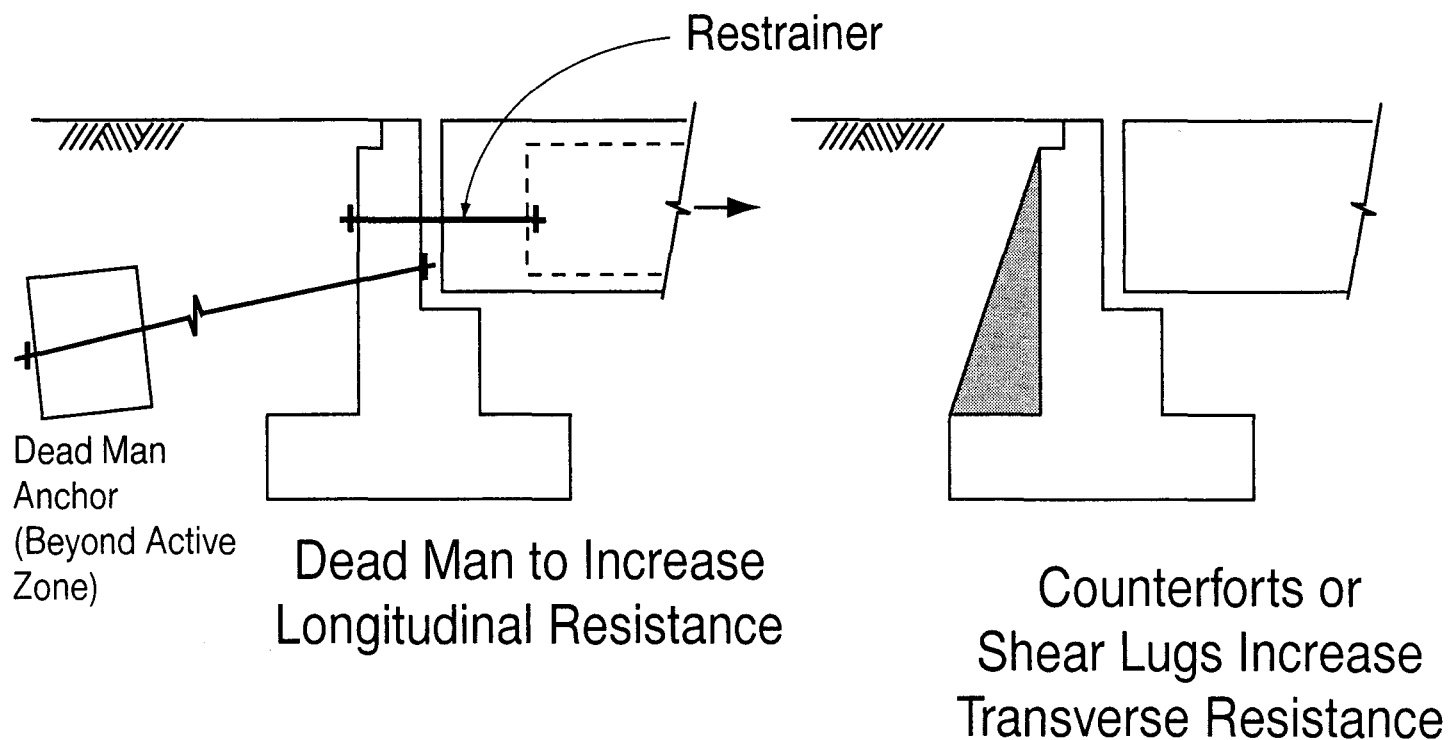 Restrainer
Dead Man
Anchor
(Beyond Active
Zone)
Dead Man to Increase
Longitudinal Resistance
Counterforts or
Shear Lugs Increase
Transverse Resistance